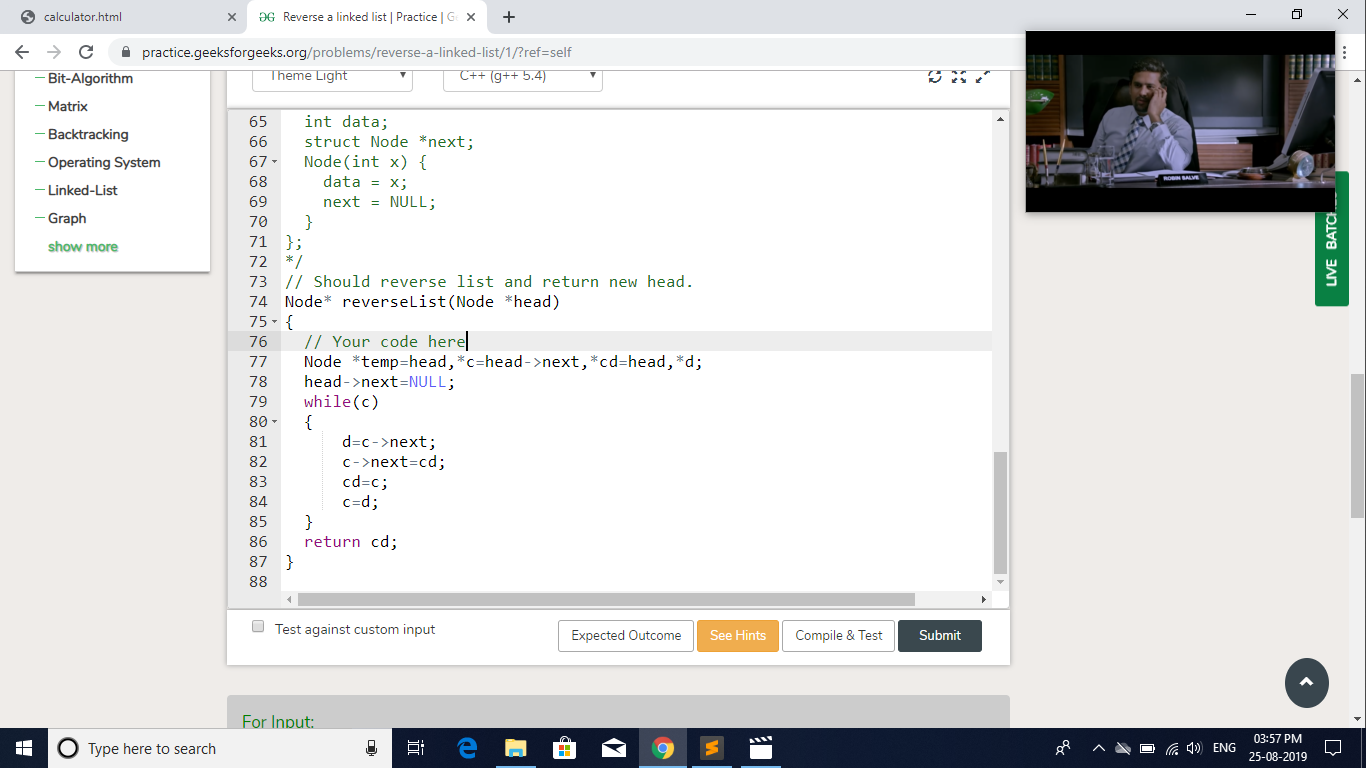 calculator.html
Reverse a linked list | Practice | G
practice.geeksforgeeks.org/problems/reverse-a-linked-list/1/?ref=self
Bit-Algorithm
Matrix
Backtracking
Operating System
Linked-List
Graph
show more
Theme Light
C++ (g++ 5.4)
65 int data;
66 struct Node *next;
67 Node(int x) {
68 data = x;
69 next = NULL;
70 }
71 };
72 */
73 // Should reverse list and return new head.
74 Node* reverseList(Node *head)
75 {
76 // Your code here
77 Node *temp=head,*c=head->next,*cd=head,*d;
78 head->next=NULL;
79 while(c)
80 {
81 d=c->next;
82 c->next=cd;
83 cd=c;
84 c=d;
85 }
86 return cd;
87 }
88
Test against custom input
Expected Outcome
See Hints
Compile & Test
Submit
For Input:
ROBIN SALVE
LIVE BATCHES
Type here to search
ENG
03:57 PM
25-08-2019